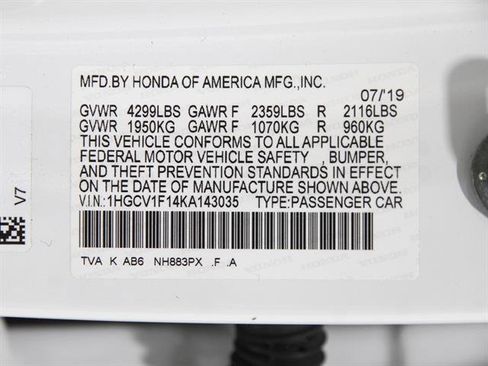 MFD.BY HONDA OF AMERICA MFG.,INC.
07/'19
GVWR 4299LBS GAWR F 2359LBS R 2116LBS
GVWR 1950KG GAWR F 1070KG R 960KG
THIS VEHICLE CONFORMS TO ALL APPLICABLE
FEDERAL MOTOR VEHICLE SAFETY , BUMPER,
AND THEFT PREVENTION STANDARDS IN EFFECT
ON THE DATE OF MANUFACTURE SHOWN ABOVE.
V.I.N.:1HGCV1F14KA143035 TYPE:PASSENGER CAR
TVA K AB6 NH883PX .F .A
V7